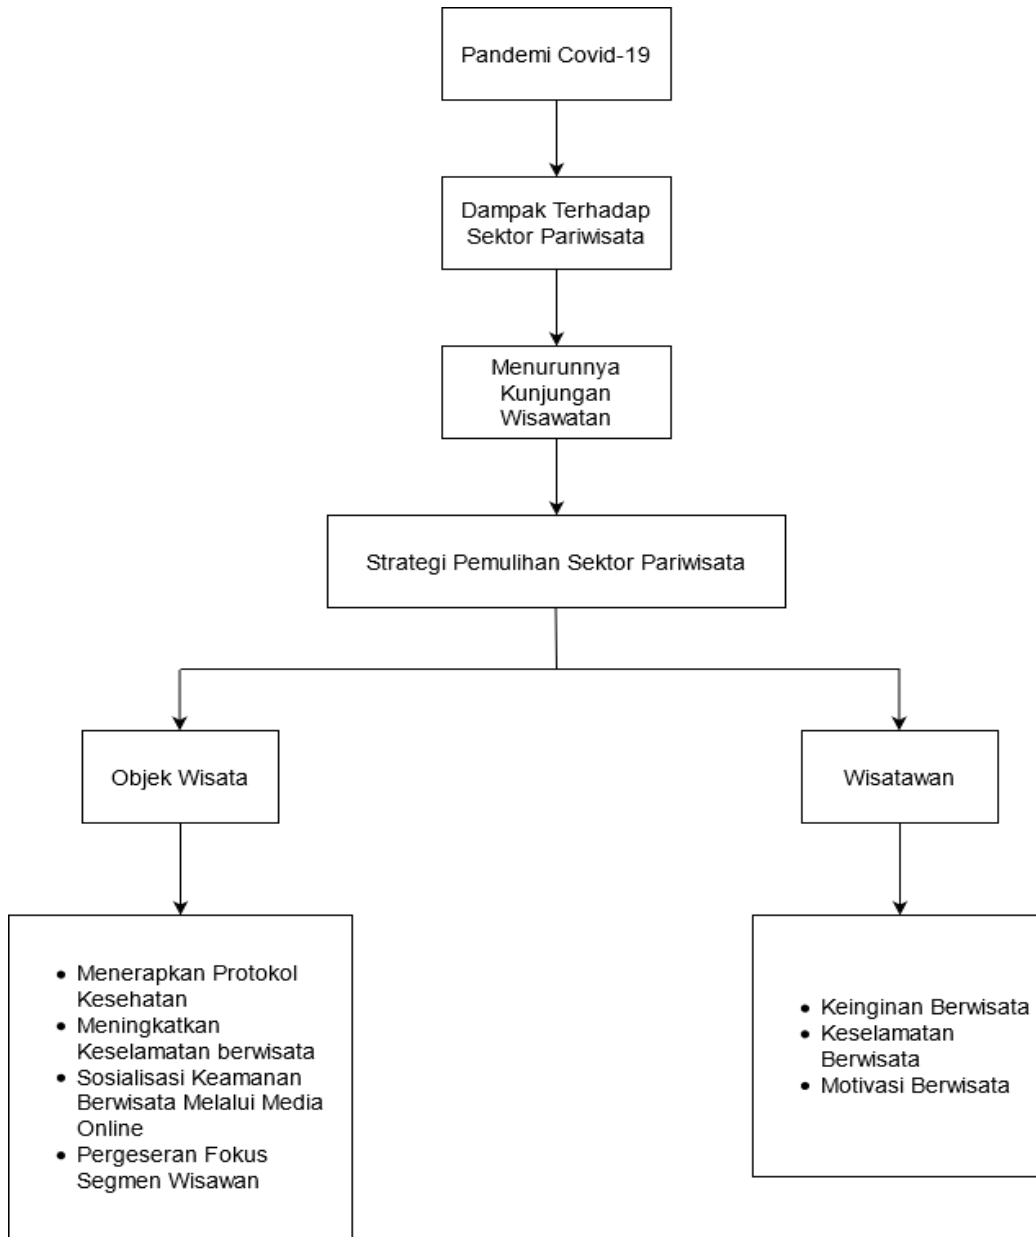 Pandemi Covid-19
Dampak Terhadap
Sektor Pariwisata
Menurunnya
Kunjungan
Wisawatan
Strategi Pemulihan Sektor Pariwisata
Objek Wisata
Wisatawan
• Menerapkan Protokol
Kesehatan
• Meningkatkan
Keselamatan berwisata
• Sosialisasi Keamanan
Berwisata Melalui Media
Online
• Pergeseran Fokus
Segmen Wisawan
• Keinginan Berwisata
• Keselamatan
Berwisata
• Motivasi Berwisata